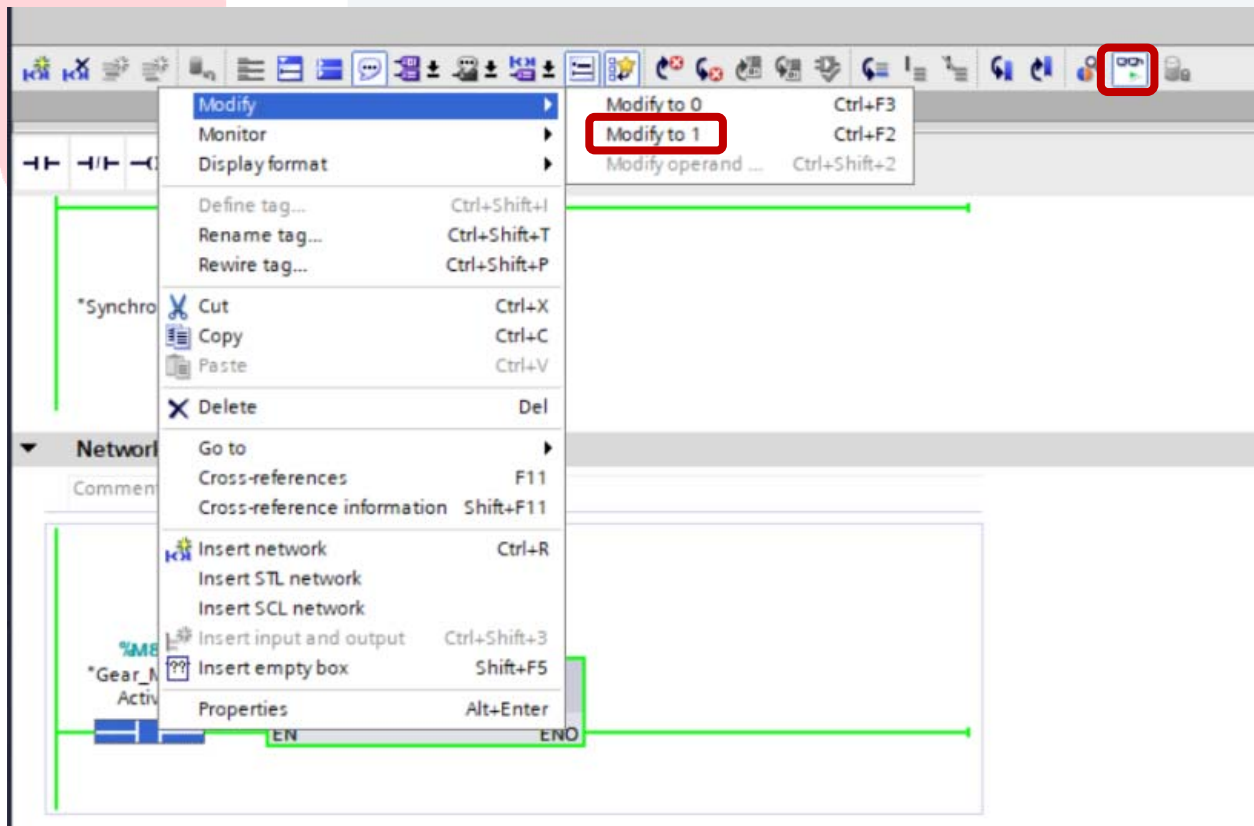 Modify
Monitor
Display format
Define tag... Ctrl+Shift+I
Rename tag... Ctrl+Shift+T
Rewire tag... Ctrl+Shift+P
Cut Ctrl+X
Copy Ctrl+C
Paste Ctrl+V
Delete Del
Go to
Cross-references F11
Cross-reference information Shift+F11
Insert network Ctrl+R
Insert STL network
Insert SCL network
Insert input and output Ctrl+Shift+3
?? Insert empty box Shift+F5
Properties Alt+Enter
Modify to 0 Ctrl+F3
Modify to 1 Ctrl+F2
Modify operand ... Ctrl+Shift+2
"Synchro
Network
Commen
%M8
"Gear_M
Activ
EN ENO